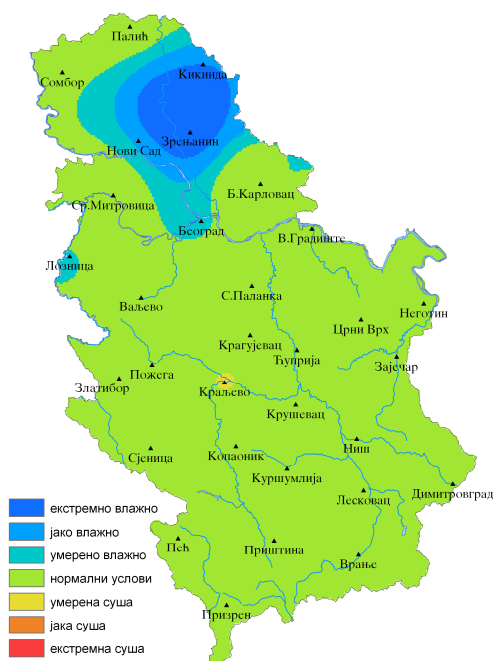 Палић
Кикинда
Сомбор
Зрењанин
Нови Сад
Б.Карловац
Ср.Митровица
Београд
В.Градиште
Лозница
С.Паланка
Ваљево
Неготин
Црни Врх
Крагујевац
Ћуприја
Зајечар
Пожега
Златибор
Краљево
Крушевац
Ниш
Сјеница
Копаоник
Куршумлија
Лесковац
Димитровград
Пећ
Приштина
Врање
Призрен
екстремно влажно
јако влажно
умерено влажно
нормални услови
умерена суша
јака суша
екстремна суша